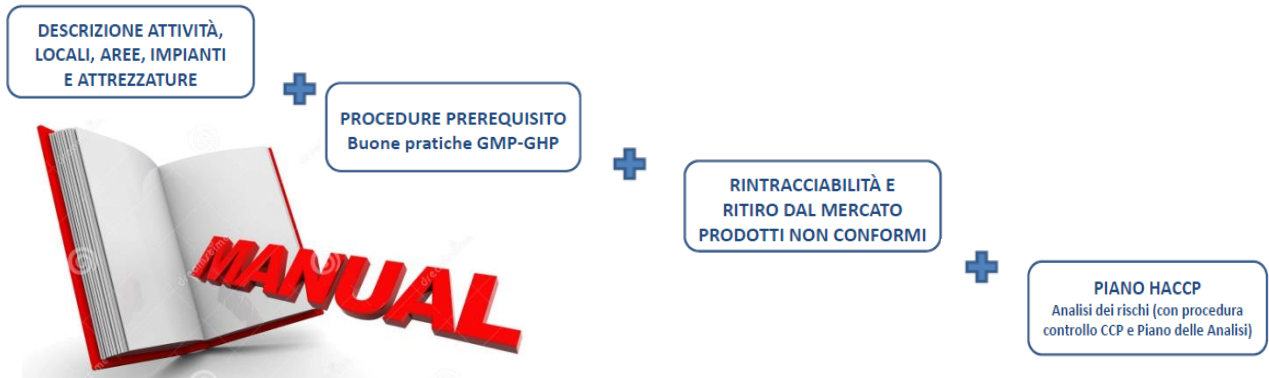 DESCRIZIONE ATTIVITÀ,
LOCALI, AREE, IMPIANTI
E ATTREZZATURE
PROCEDURE PREREQUISITO
Buone pratiche GMP-GHP
RINTRACCIABILITÀ E
RITIRO DAL MERCATO
PRODOTTI NON CONFORMI
PIANO HACCP
Analisi dei rischi (con procedura
controllo CCP e Piano delle Analisi)
MANUAL